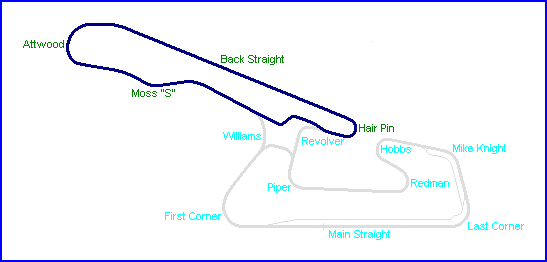 Attwood
Back Straight
Moss "S"
Hair Pin
Williams
Revolver
Hobbs
Mike Knight
Piper
Redman
First Corner
Last Corner
Main Straight